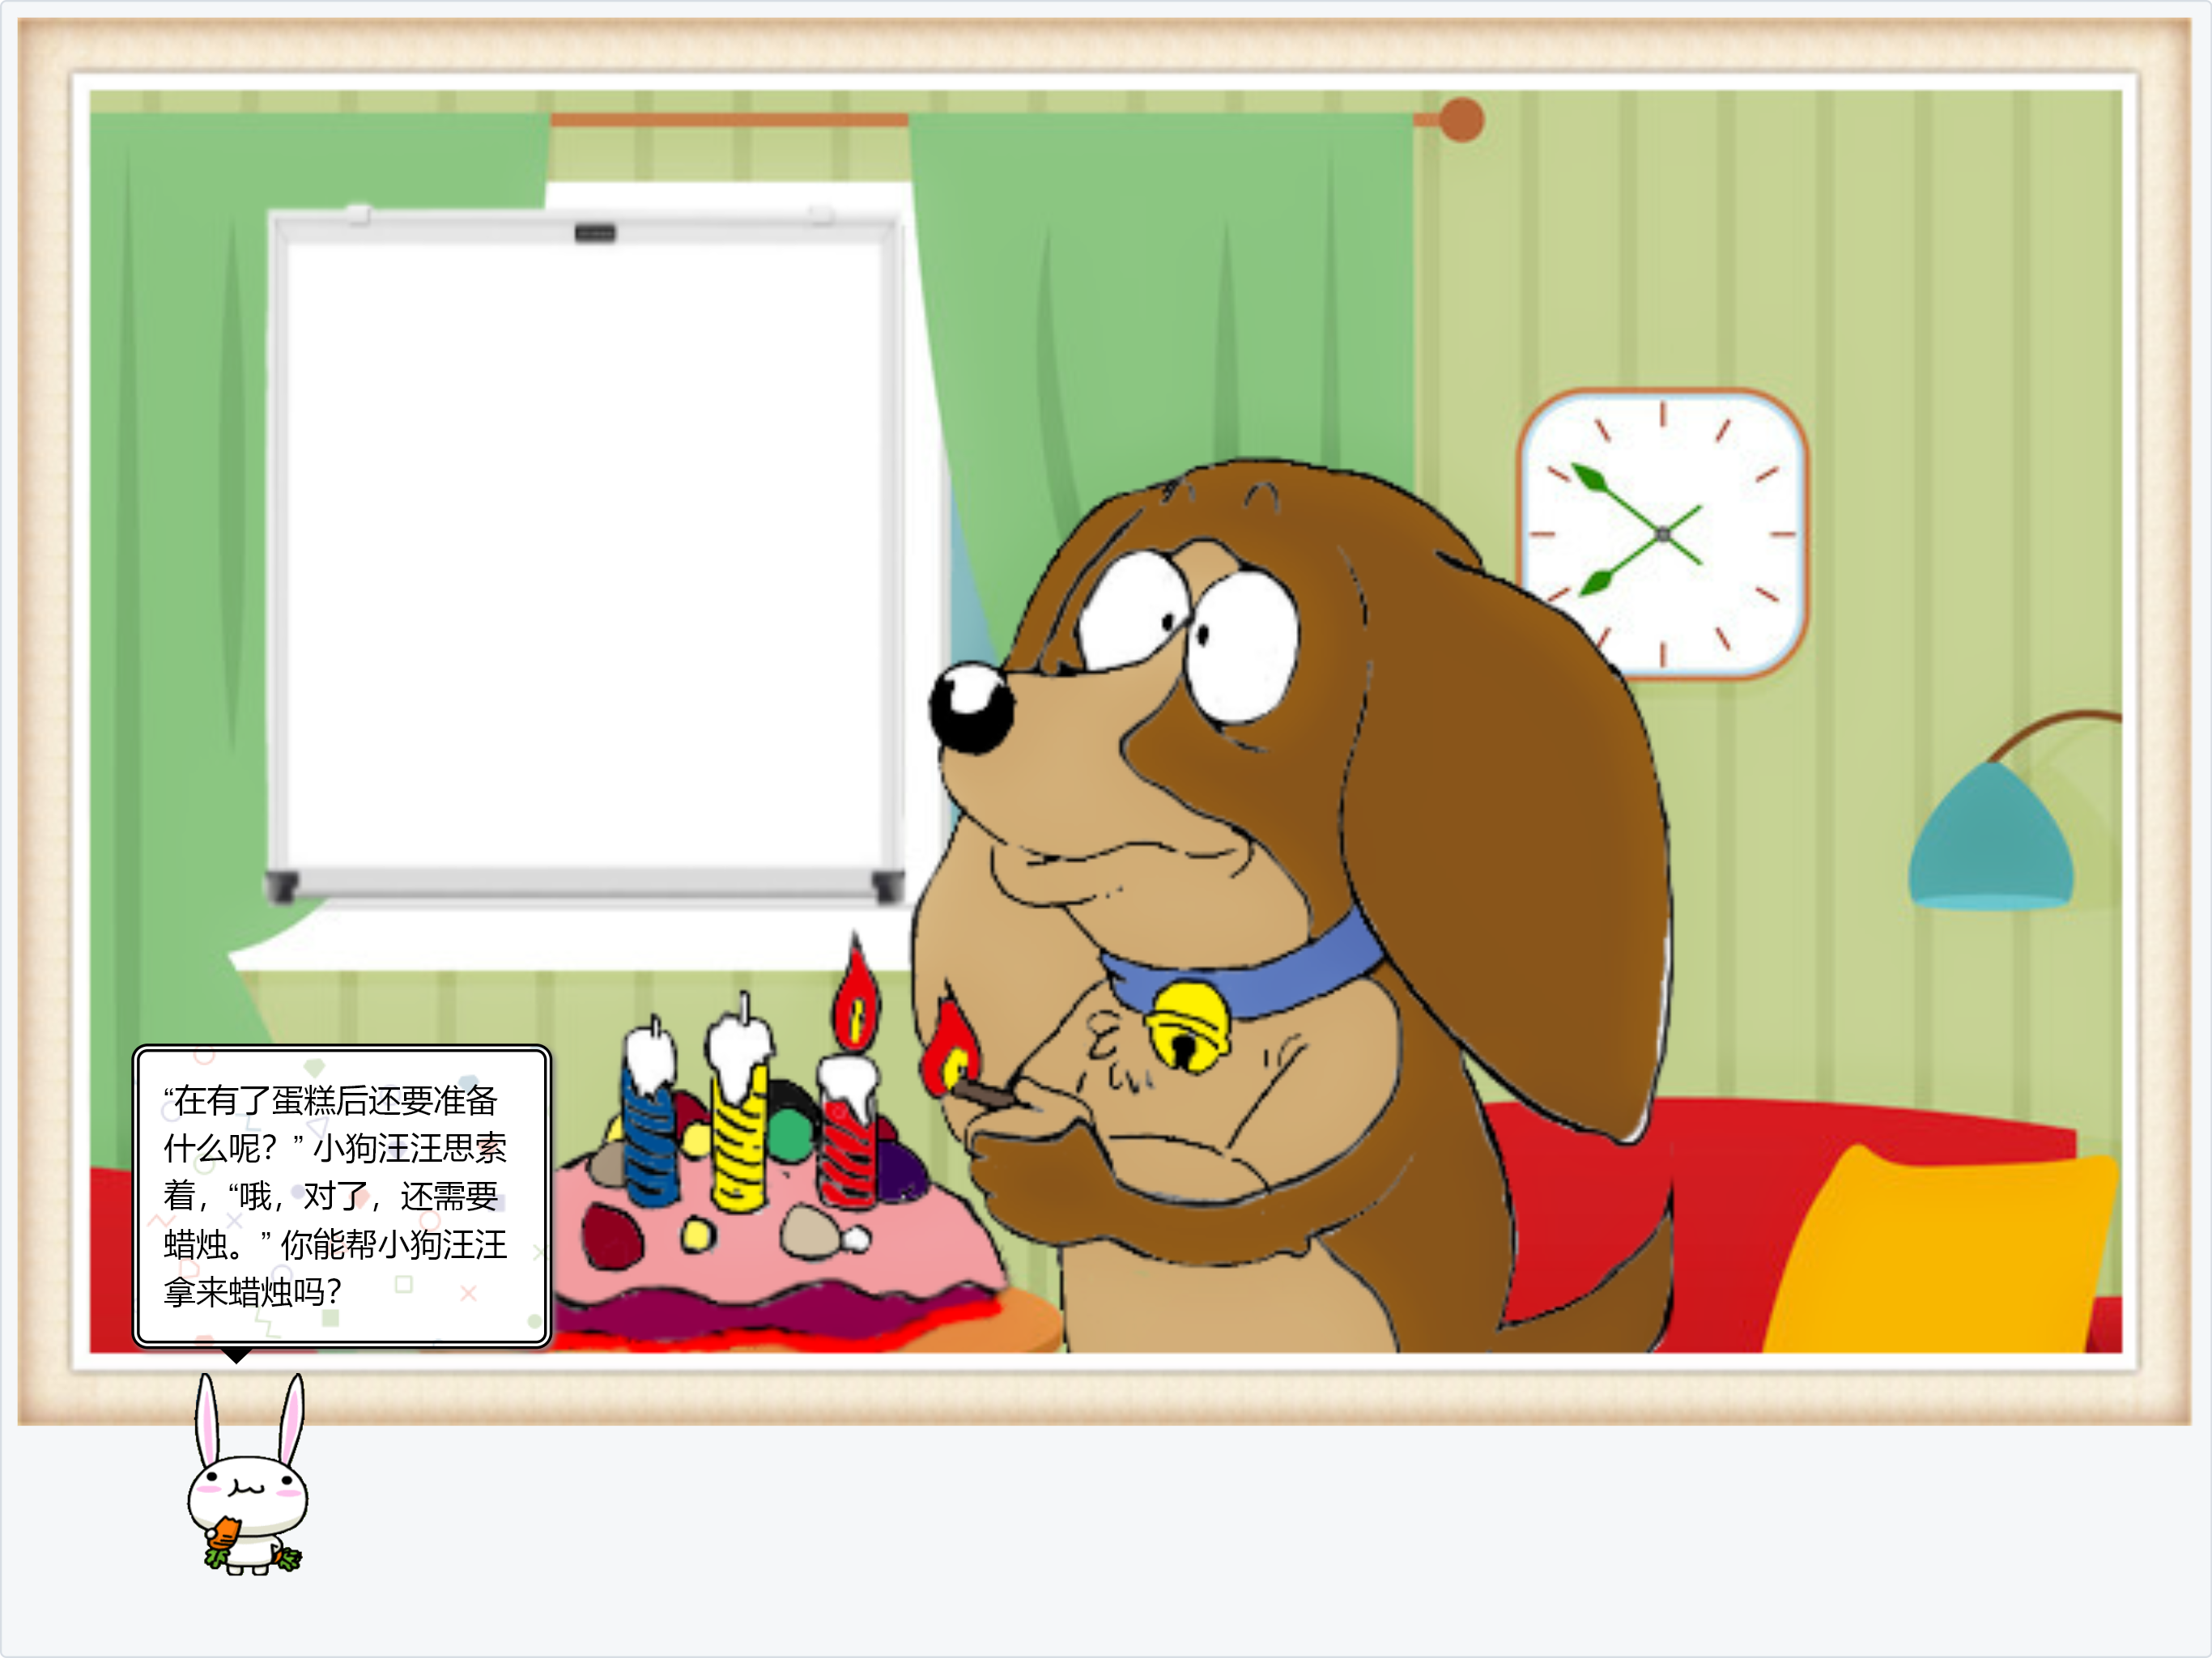 “在有了蛋糕后还要准备
什么呢？” 小狗汪汪思索
着，“哦，对了，还需要
蜡烛。” 你能帮小狗汪汪
拿来蜡烛吗？